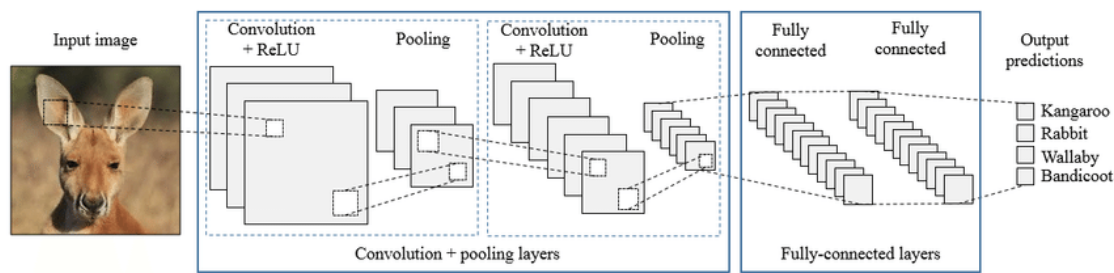 Input image
Convolution
+ ReLU
Pooling
Convolution
+ ReLU
Pooling
Fully
connected
Fully
connected
Output
predictions
Kangaroo
Rabbit
Wallaby
Bandicoot
Convolution + pooling layers
Fully-connected layers